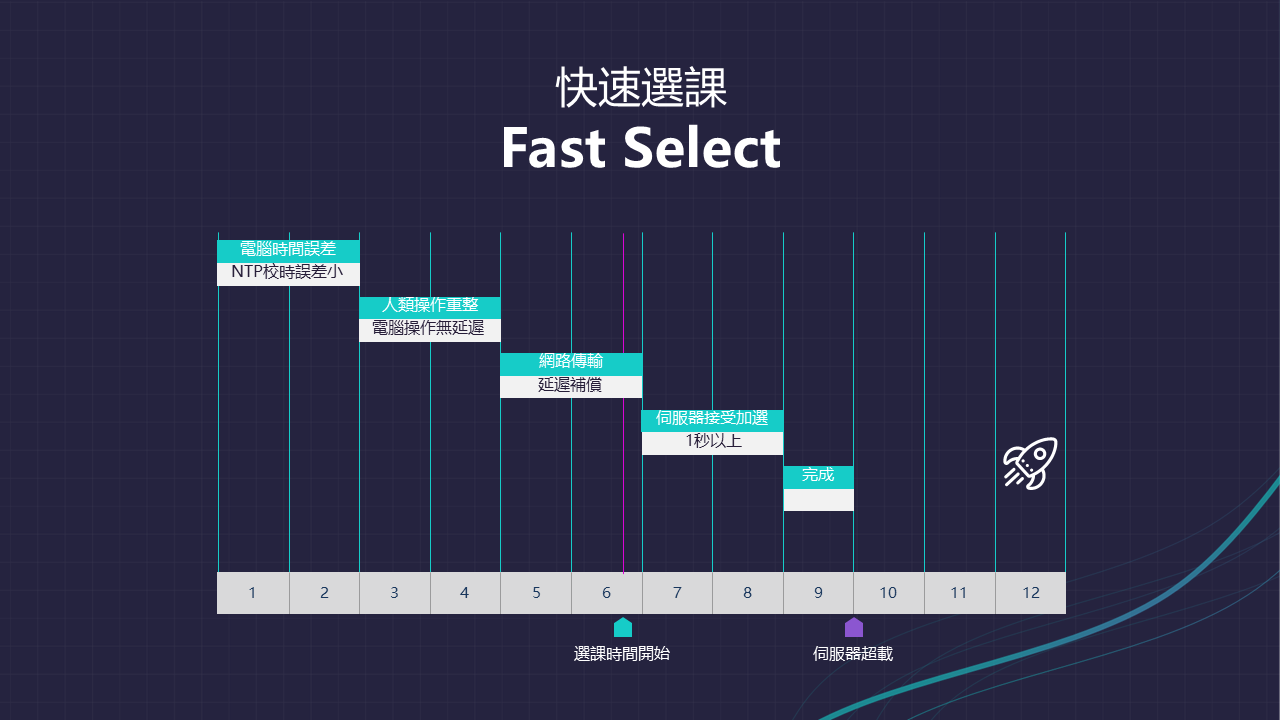 快速選課
Fast Select
電腦時間誤差
NTP校時誤差小
人類操作重整
電腦操作無延遲
網路傳輸
延遲補償
伺服器接受加選
1秒以上
完成
1 2 3 4 5 6 7 8 9 10 11 12
選課時間開始 伺服器超載